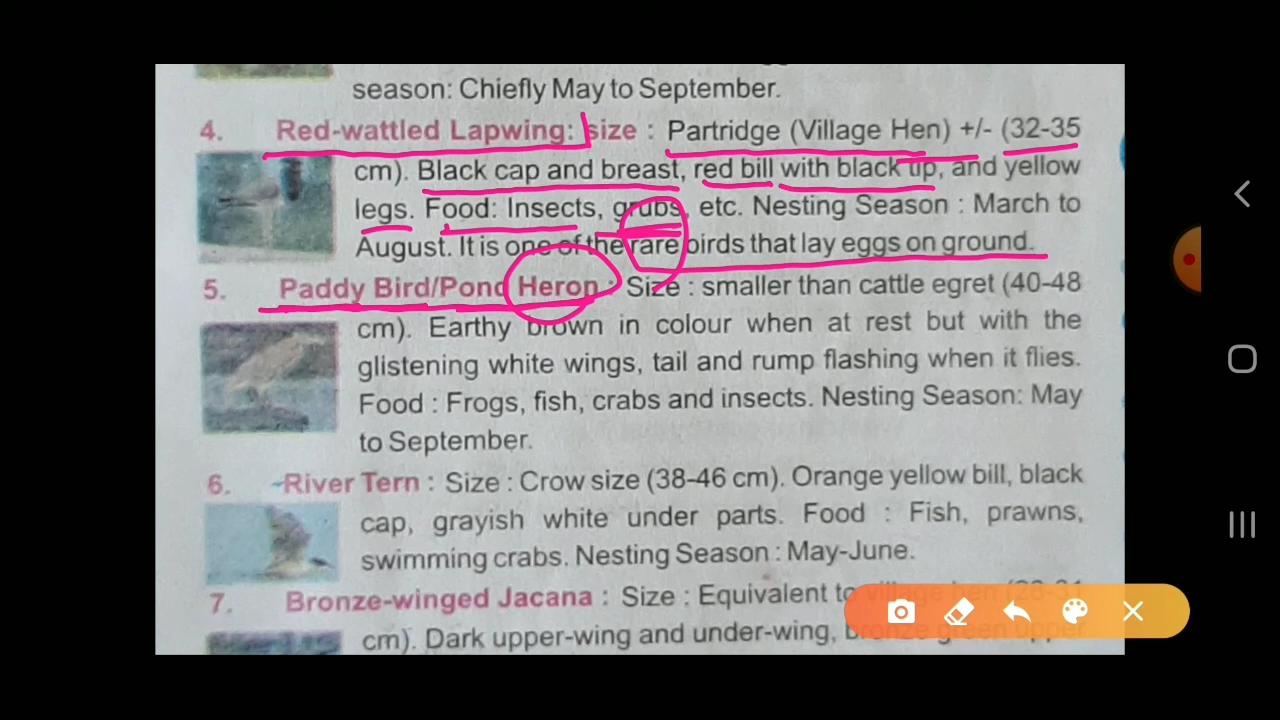 season: Chiefly May to September.
4. Red-wattled Lapwing: size : Partridge (Village Hen) +/- (32-35
cm). Black cap and breast, red bill with black tip, and yellow
legs. Food: Insects, grubs, etc. Nesting Season : March to
August. It is one of the rare birds that lay eggs on ground.
5. Paddy Bird/Pond Heron : Size : smaller than cattle egret (40-48
cm). Earthy brown in colour when at rest but with the
glistening white wings, tail and rump flashing when it flies.
Food : Frogs, fish, crabs and insects. Nesting Season: May
to September.
6. River Tern : Size : Crow size (38-46 cm). Orange yellow bill, black
cap, grayish white under parts. Food : Fish, prawns,
swimming crabs. Nesting Season : May-June.
7. Bronze-winged Jacana : Size : Equivalent to village hen (28-31
cm). Dark upper-wing and under-wing, bronze green upper